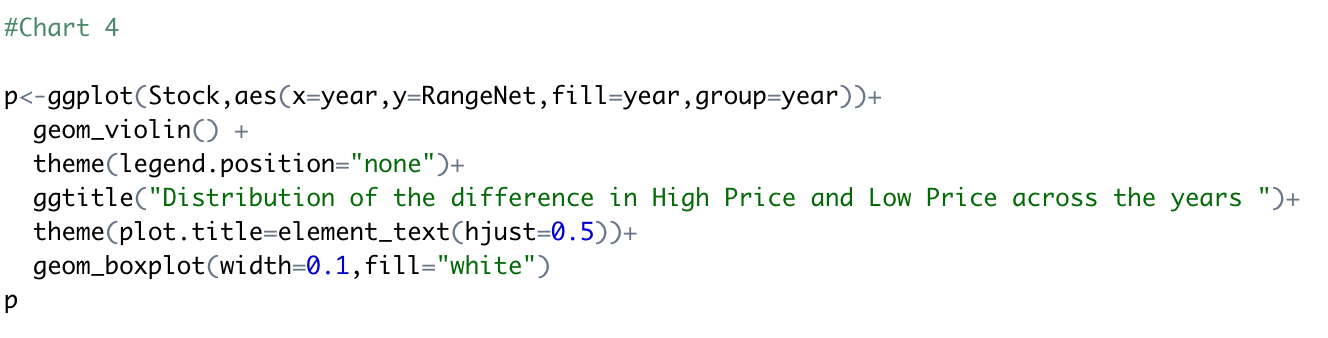 #Chart 4
p<-ggplot(Stock,aes(x=year,y=RangeNet,fill=year,group=year))+
  geom_violin() +
  theme(legend.position="none")+
  ggtitle("Distribution of the difference in High Price and Low Price across the years ")+
  theme(plot.title=element_text(hjust=0.5))+
  geom_boxplot(width=0.1,fill="white")
p